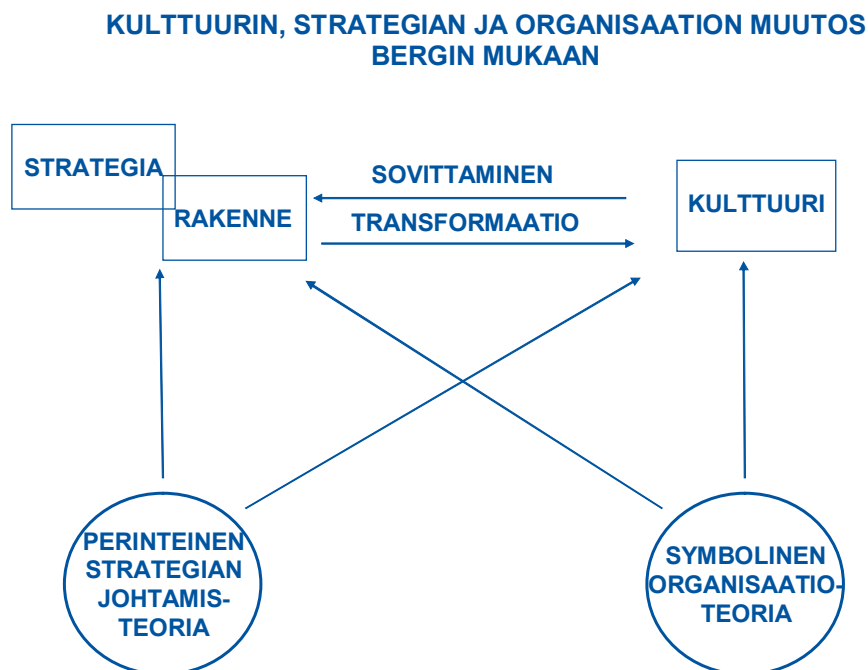 KULTTUURIN, STRATEGIAN JA ORGANISAATION MUUTOS
BERGIN MUKAAN
STRATEGIA
RAKENNE
SOVITTAMINEN
TRANSFORMAATIO
KULTTUURI
PERINTEINEN
STRATEGIAN
JOHTAMIS-
TEORIA
SYMBOLINEN
ORGANISAATIO-
TEORIA